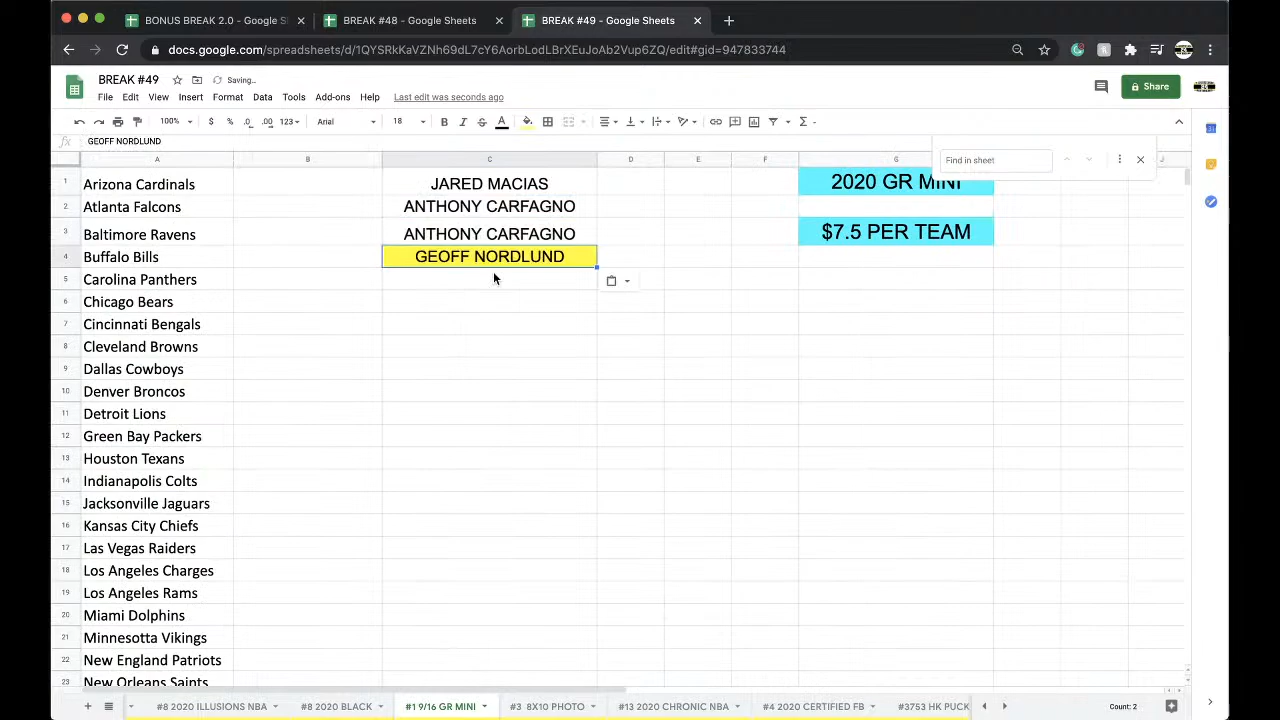 BONUS BREAK 2.0 - Google S
BREAK #48 - Google Sheets
BREAK #49 - Google Sheets
docs.google.com/spreadsheets/d/1QYSRkKaVZNh69dL7cY6AorbLodLBrXEuJoAb2Vup6ZQ/edit#gid=947833744
BREAK #49
Saving...
File Edit View Insert Format Data Tools Add-ons Help Last edit was seconds ago
Share
100% $ % .0 .00 123 Arial 18 B I S A
fx GEOFF NORDLUND
Find in sheet
A B C D E F G J
1 Arizona Cardinals JARED MACIAS 2020 GR MINI
2 Atlanta Falcons ANTHONY CARFAGNO
3 Baltimore Ravens ANTHONY CARFAGNO $7.5 PER TEAM
4 Buffalo Bills GEOFF NORDLUND
5 Carolina Panthers
6 Chicago Bears
7 Cincinnati Bengals
8 Cleveland Browns
9 Dallas Cowboys
10 Denver Broncos
11 Detroit Lions
12 Green Bay Packers
13 Houston Texans
14 Indianapolis Colts
15 Jacksonville Jaguars
16 Kansas City Chiefs
17 Las Vegas Raiders
18 Los Angeles Charges
19 Los Angeles Rams
20 Miami Dolphins
21 Minnesotta Vikings
22 New England Patriots
23 New Orleans Saints
#8 2020 ILLUSIONS NBA
#8 2020 BLACK
#1 9/16 GR MINI
#3 8X10 PHOTO
#13 2020 CHRONIC NBA
#4 2020 CERTIFIED FB
#3753 HK PUCK
Count: 2